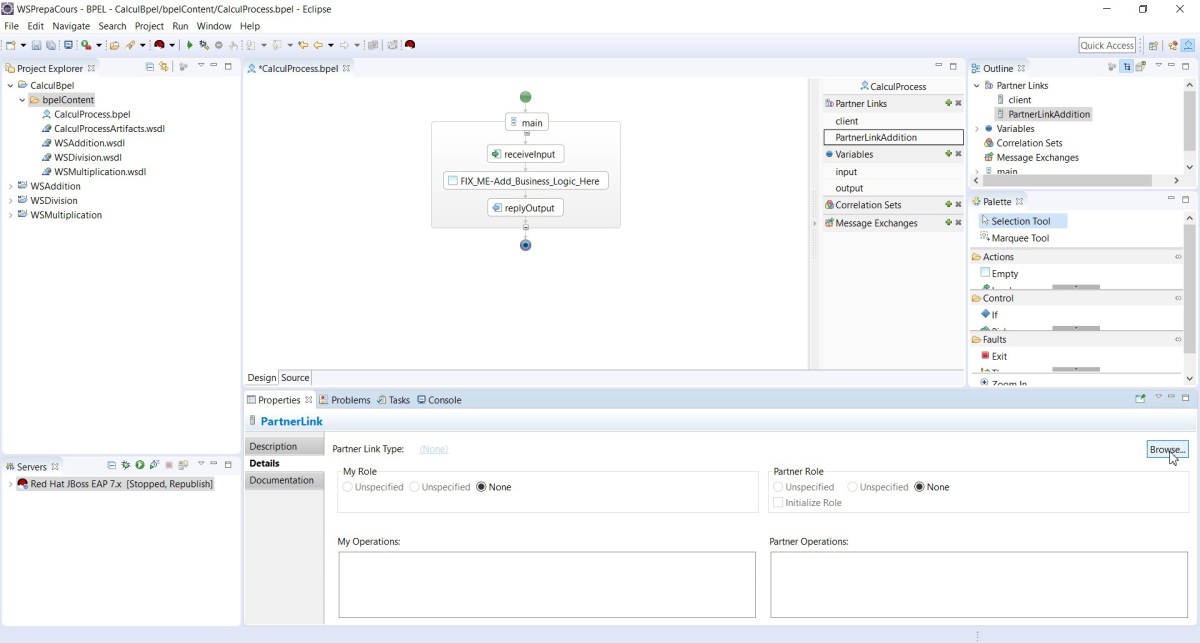 WSPrepaCours - BPEL - CalculBpel/bpelContent/CalculProcess.bpel - Eclipse
File Edit Navigate Search Project Run Window Help
Quick Access
Project Explorer
CalculBpel
bpelContent
CalculProcess.bpel
CalculProcessArtifacts.wsdl
WSAddition.wsdl
WSDivision.wsdl
WSMultiplication.wsdl
WSAddition
WSDivision
WSMultiplication
Servers
Red Hat JBoss EAP 7.x [Stopped, Republish]
*CalculProcess.bpel
main
receiveInput
FIX_ME-Add_Business_Logic_Here
replyOutput
Design Source
CalculProcess
Partner Links
client
PartnerLinkAddition
Variables
input
output
Correlation Sets
Message Exchanges
Outline
Partner Links
client
PartnerLinkAddition
Variables
Correlation Sets
Message Exchanges
main
Palette
Selection Tool
Marquee Tool
Actions
Empty
Control
If
Faults
Exit
Zoom In
Properties Problems Tasks Console
PartnerLink
Description
Details
Documentation
Partner Link Type: (None)
Browse...
My Role
Unspecified Unspecified None
Partner Role
Unspecified Unspecified None
Initialize Role
My Operations:
Partner Operations: